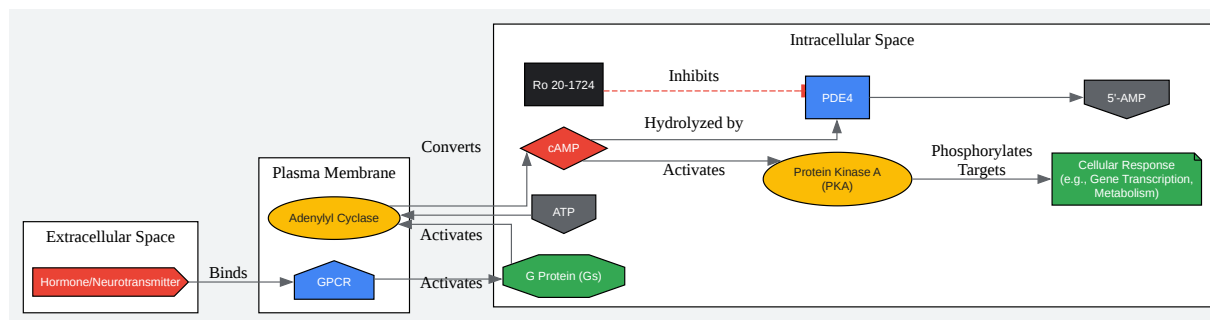 Intracellular Space
Inhibits
Ro 20-1724
PDE4
5'-AMP
Hydrolyzed by
cAMP
Converts
Activates
Phosphorylates
Targets
Protein Kinase A
(PKA)
Cellular Response
(e.g., Gene Transcription,
Metabolism)
Plasma Membrane
Adenylyl Cyclase
ATP
Activates
Extracellular Space
Hormone/Neurotransmitter
Binds
GPCR
Activates
G Protein (Gs)